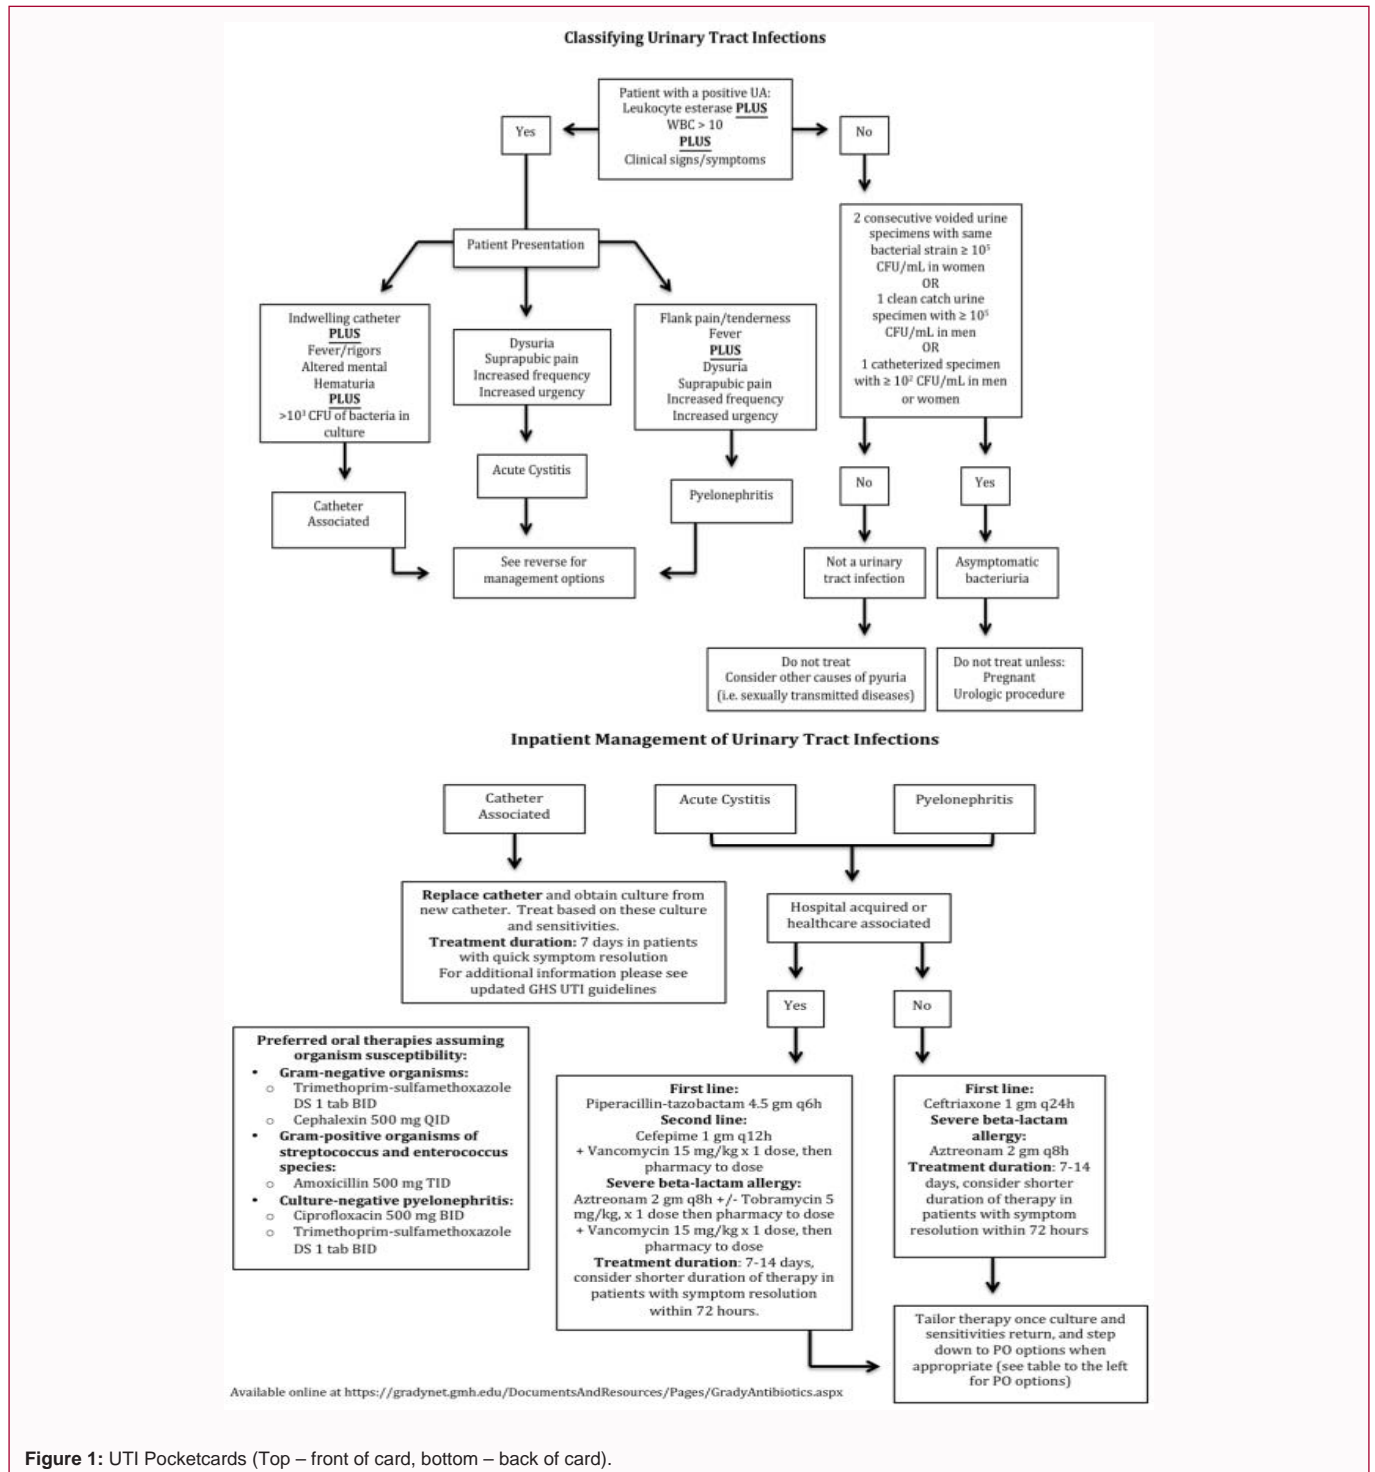 Classifying Urinary Tract Infections
Patient with a positive UA:
Leukocyte esterase PLUS
WBC > 10
PLUS
Clinical signs/symptoms
Yes
No
Patient Presentation
2 consecutive voided urine
specimens with same
bacterial strain ≥ 10⁵
CFU/mL in women
OR
1 clean catch urine
specimen with ≥ 10⁵
CFU/mL in men
OR
1 catheterized specimen
with ≥ 10² CFU/mL in men
or women
Indwelling catheter
PLUS
Fever/rigors
Altered mental
Hematuria
PLUS
>10³ CFU of bacteria in
culture
Dysuria
Suprapubic pain
Increased frequency
Increased urgency
Flank pain/tenderness
Fever
PLUS
Dysuria
Suprapubic pain
Increased frequency
Increased urgency
Catheter
Associated
Acute Cystitis
Pyelonephritis
No
Yes
See reverse for
management options
Not a urinary
tract infection
Asymptomatic
bacteriuria
Do not treat
Consider other causes of pyuria
(i.e. sexually transmitted diseases)
Do not treat unless:
Pregnant
Urologic procedure
Inpatient Management of Urinary Tract Infections
Catheter
Associated
Acute Cystitis
Pyelonephritis
Replace catheter and obtain culture from
new catheter. Treat based on these culture
and sensitivities.
Treatment duration: 7 days in patients
with quick symptom resolution
For additional information please see
updated GHS UTI guidelines
Hospital acquired or
healthcare associated
Yes
No
Preferred oral therapies assuming
organism susceptibility:
• Gram-negative organisms:
o Trimethoprim-sulfamethoxazole
DS 1 tab BID
o Cephalexin 500 mg QID
• Gram-positive organisms of
streptococcus and enterococcus
species:
o Amoxicillin 500 mg TID
• Culture-negative pyelonephritis:
o Ciprofloxacin 500 mg BID
o Trimethoprim-sulfamethoxazole
DS 1 tab BID
First line:
Piperacillin-tazobactam 4.5 gm q6h
Second line:
Cefepime 1 gm q12h
+ Vancomycin 15 mg/kg x 1 dose, then
pharmacy to dose
Severe beta-lactam allergy:
Aztreonam 2 gm q8h +/- Tobramycin 5
mg/kg, x 1 dose then pharmacy to dose
+ Vancomycin 15 mg/kg x 1 dose, then
pharmacy to dose
Treatment duration: 7-14 days,
consider shorter duration of therapy in
patients with symptom resolution
within 72 hours.
First line:
Ceftriaxone 1 gm q24h
Severe beta-lactam
allergy:
Aztreonam 2 gm q8h
Treatment duration: 7-14
days, consider shorter
duration of therapy in
patients with symptom
resolution within 72 hours
Tailor therapy once culture and
sensitivities return, and step
down to PO options when
appropriate (see table to the left
for PO options)
Available online at https://gradynet.gmh.edu/DocumentsAndResources/Pages/GradyAntibiotics.aspx
Figure 1: UTI Pocketcards (Top – front of card, bottom – back of card).